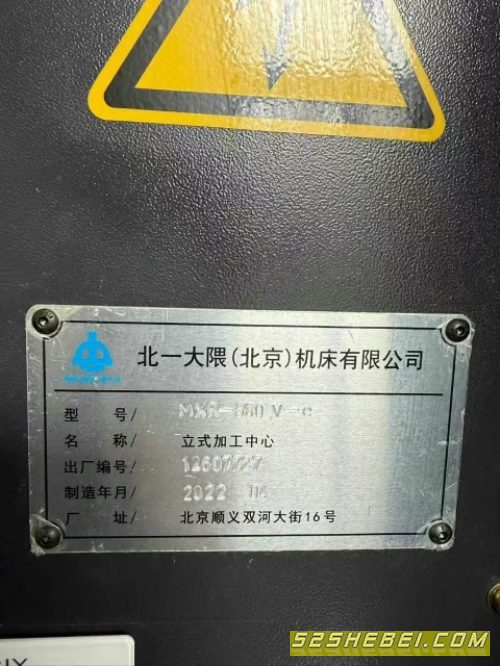 北一大隈(北京)机床有限公司
型 号/
名 称/ 立式加工中心
出厂编号/
制造年月/ 2022
厂 址/ 北京顺义双河大街16号
52SHEBEI.COM